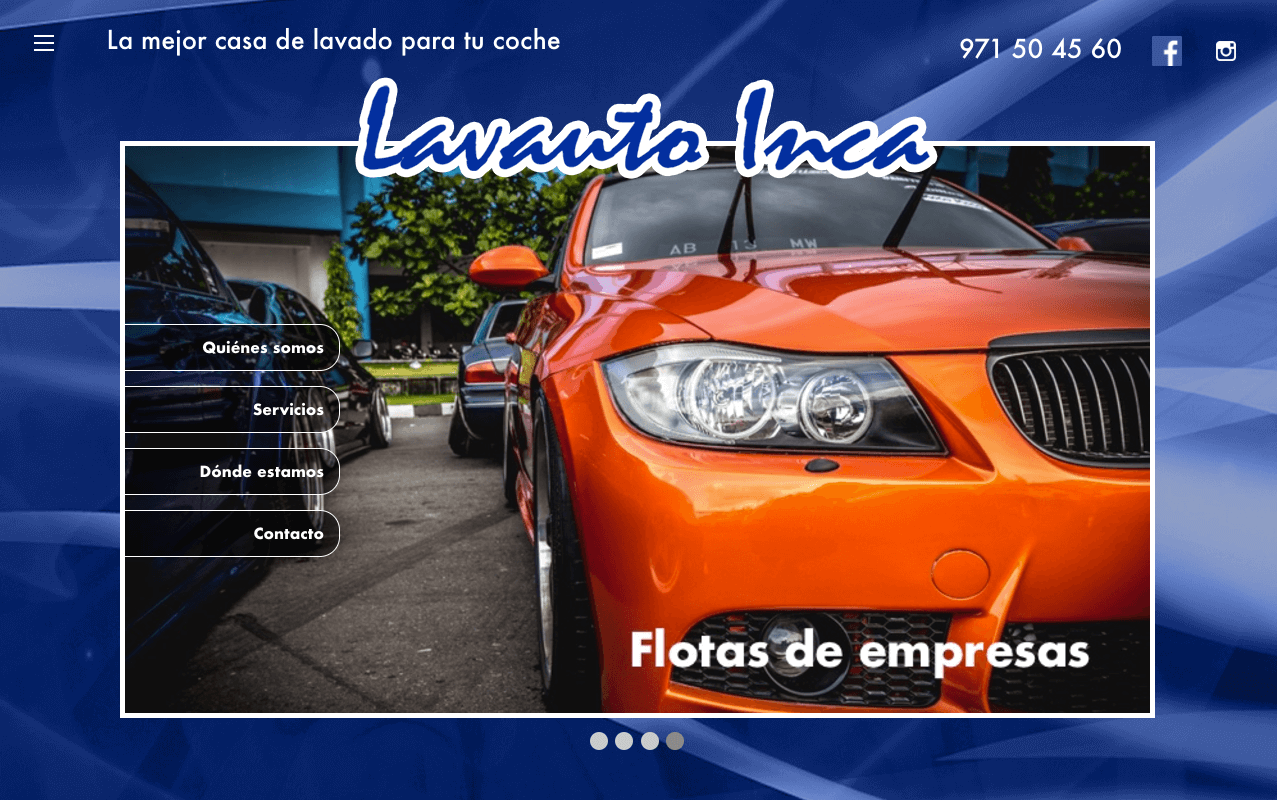 La mejor casa de lavado para tu coche
971 50 45 60
Lavauto Inca
AB 13 MW
Quiénes somos
Servicios
Dónde estamos
Contacto
Flotas de empresas